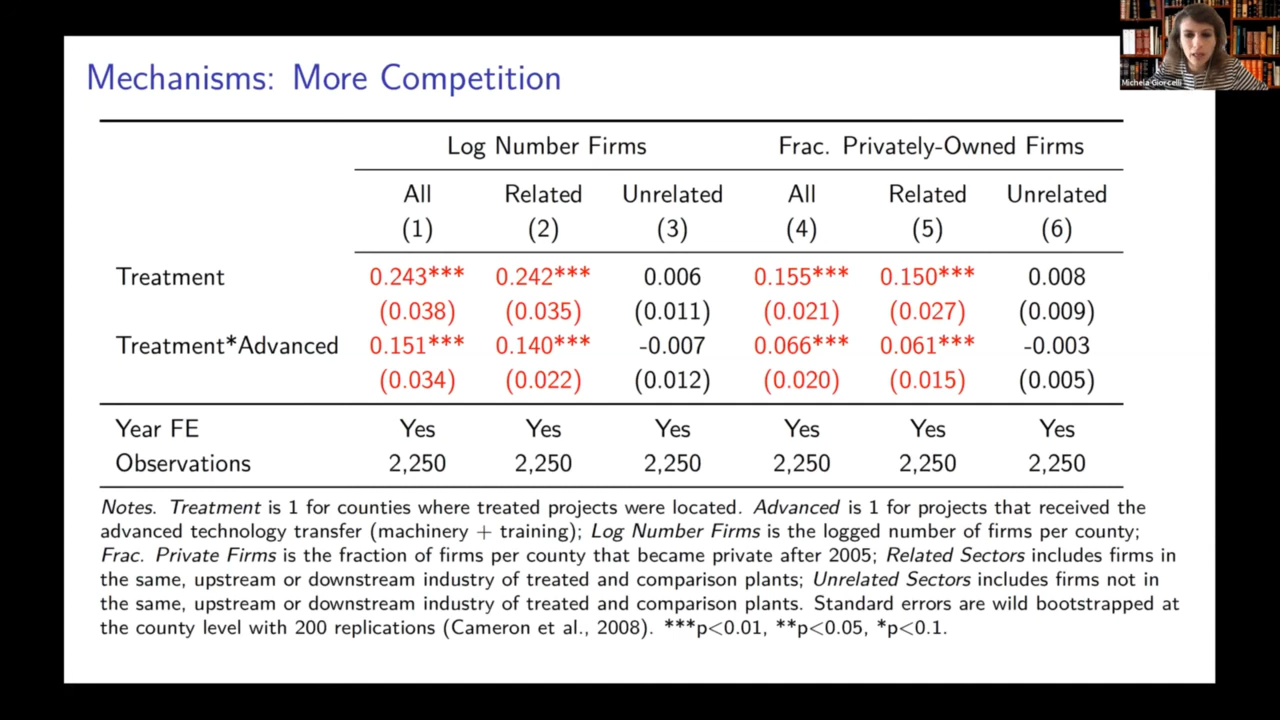 Mechanisms: More Competition
Michela Giorcelli
Log Number Firms Frac. Privately-Owned Firms
All Related Unrelated All Related Unrelated
(1) (2) (3) (4) (5) (6)
Treatment 0.243*** 0.242*** 0.006 0.155*** 0.150*** 0.008
(0.038) (0.035) (0.011) (0.021) (0.027) (0.009)
Treatment*Advanced 0.151*** 0.140*** -0.007 0.066*** 0.061*** -0.003
(0.034) (0.022) (0.012) (0.020) (0.015) (0.005)
Year FE Yes Yes Yes Yes Yes Yes
Observations 2,250 2,250 2,250 2,250 2,250 2,250
Notes. Treatment is 1 for counties where treated projects were located. Advanced is 1 for projects that received the
advanced technology transfer (machinery + training); Log Number Firms is the logged number of firms per county;
Frac. Private Firms is the fraction of firms per county that became private after 2005; Related Sectors includes firms in
the same, upstream or downstream industry of treated and comparison plants; Unrelated Sectors includes firms not in
the same, upstream or downstream industry of treated and comparison plants. Standard errors are wild bootstrapped at
the county level with 200 replications (Cameron et al., 2008). ***p<0.01, **p<0.05, *p<0.1.